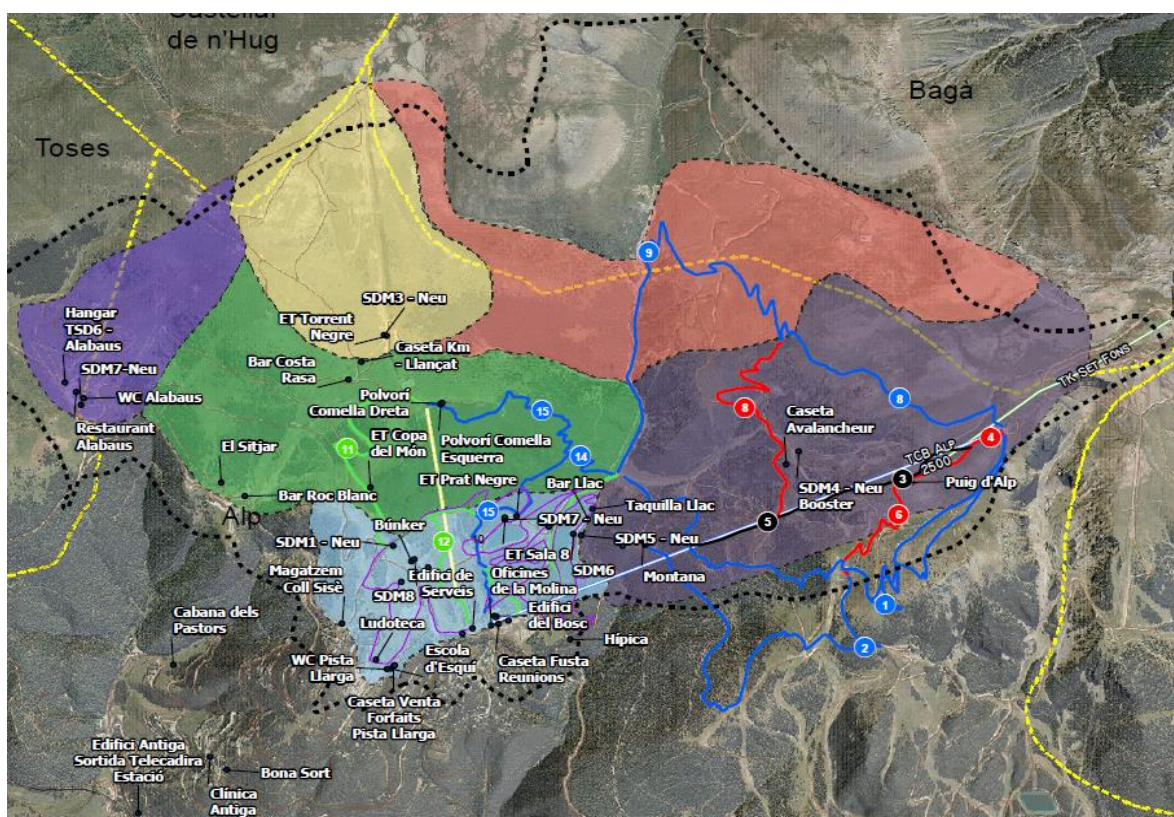 Castellar
de n'Hug
Bagà
Toses
9
Hangar
TSD6 -
Alabaus
SDM7-Neu
WC Alabaus
Restaurant
Alabaus
SDM3 - Neu
ET Torrent
Negre
Caseta Km
- Llançat
Bar Costa
Rasa
Polvorí
Comella Dreta
15
8
8
TK SET FONS
Caseta
Avalancheur
4
El Sitjar
11
ET Copa
del Món
Polvorí Comella
Esquerra
14
TCB ALP
2500
3
Puig d'Alp
ET Prat Negre
Bar Llac
SDM4 - Neu
Booster
Bar Roc Blanc
Alp
Taquilla Llac
5
6
Búnker
15
SDM7 - Neu
SDM1 - Neu
12
SDM5 - Neu
ET Sala 8
Magatzem
Coll Sisè
Edifici de
Serveis
Oficines
de la Molina
SDM6
Montana
SDM8
1
Cabana dels
Pastors
Ludoteca
Edifici
del Bosc
Hípica
2
WC Pista
Llarga
Escola
d'Esquí
Caseta Fusta
Reunions
Caseta Venta
Forfaits
Pista Llarga
Edifici Antiga
Sortida Telecadira
Estació
Bona Sort
Clínica
Antiga